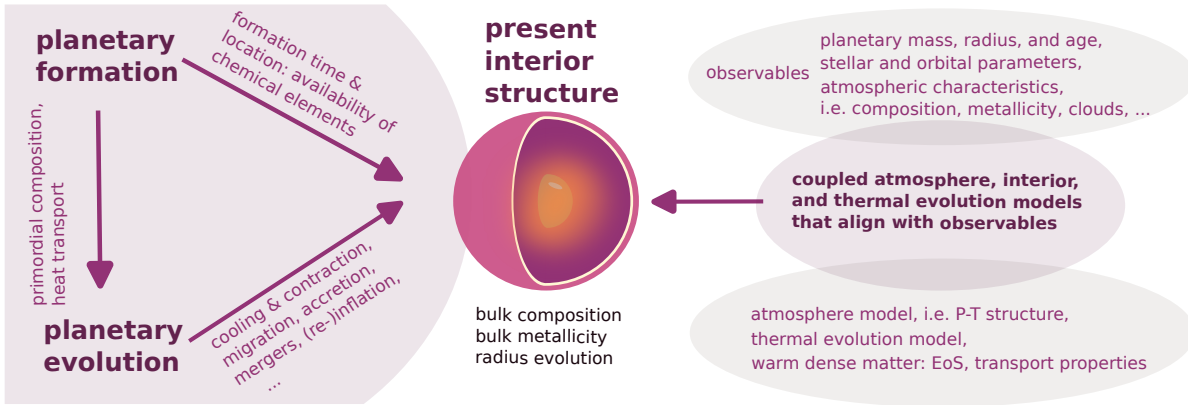 planetary
formation
formation time &
location: availability of
chemical elements
primordial composition,
heat transport
planetary
evolution
cooling & contraction,
migration, accretion,
mergers, (re-)inflation,
...
present
interior
structure
bulk composition
bulk metallicity
radius evolution
observables
planetary mass, radius, and age,
stellar and orbital parameters,
atmospheric characteristics,
i.e. composition, metallicity, clouds, ...
coupled atmosphere, interior,
and thermal evolution models
that align with observables
atmosphere model, i.e. P-T structure,
thermal evolution model,
warm dense matter: EoS, transport properties